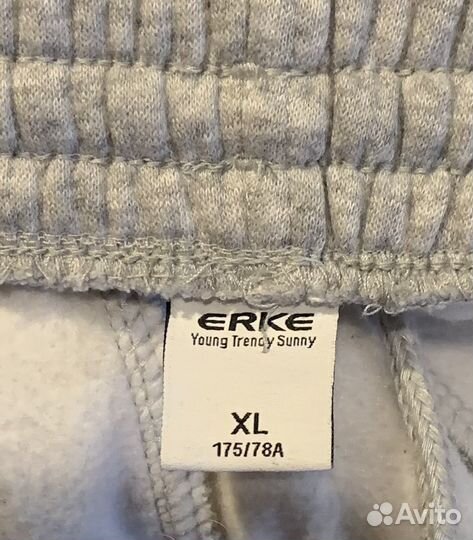 ERKE
Young Trendy Sunny
XL
175/78A
Avito